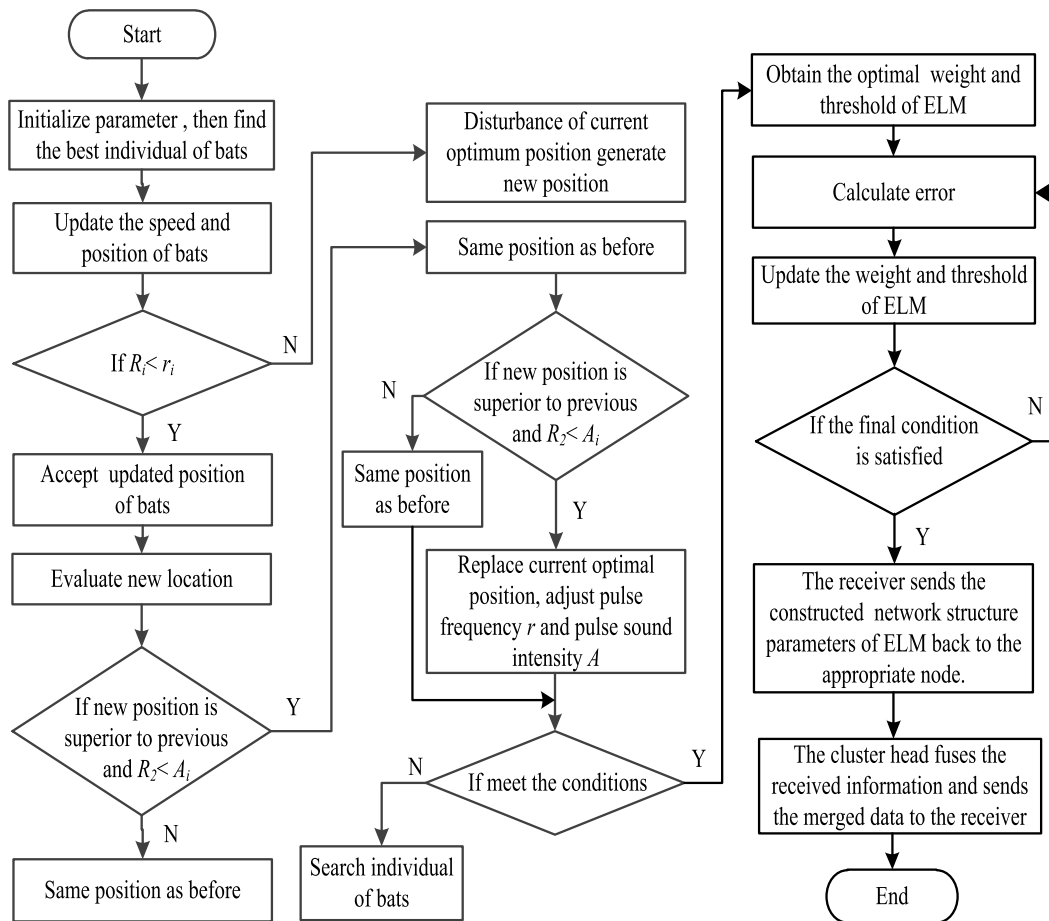 Start
Initialize parameter , then find
the best individual of bats
Update the speed and
position of bats
If Ri< ri
N
Y
Accept updated position
of bats
Evaluate new location
If new position is
superior to previous
and R2< Ai
Y
N
Same position as before
Disturbance of current
optimum position generate
new position
Same position as before
If new position is
superior to previous
and R2< Ai
N
Same position
as before
Y
Replace current optimal
position, adjust pulse
frequency r and pulse sound
intensity A
If meet the conditions
N
Y
Search individual
of bats
Obtain the optimal weight and
threshold of ELM
Calculate error
Update the weight and threshold
of ELM
If the final condition
is satisfied
N
Y
The receiver sends the
constructed network structure
parameters of ELM back to the
appropriate node.
The cluster head fuses the
received information and sends
the merged data to the receiver
End